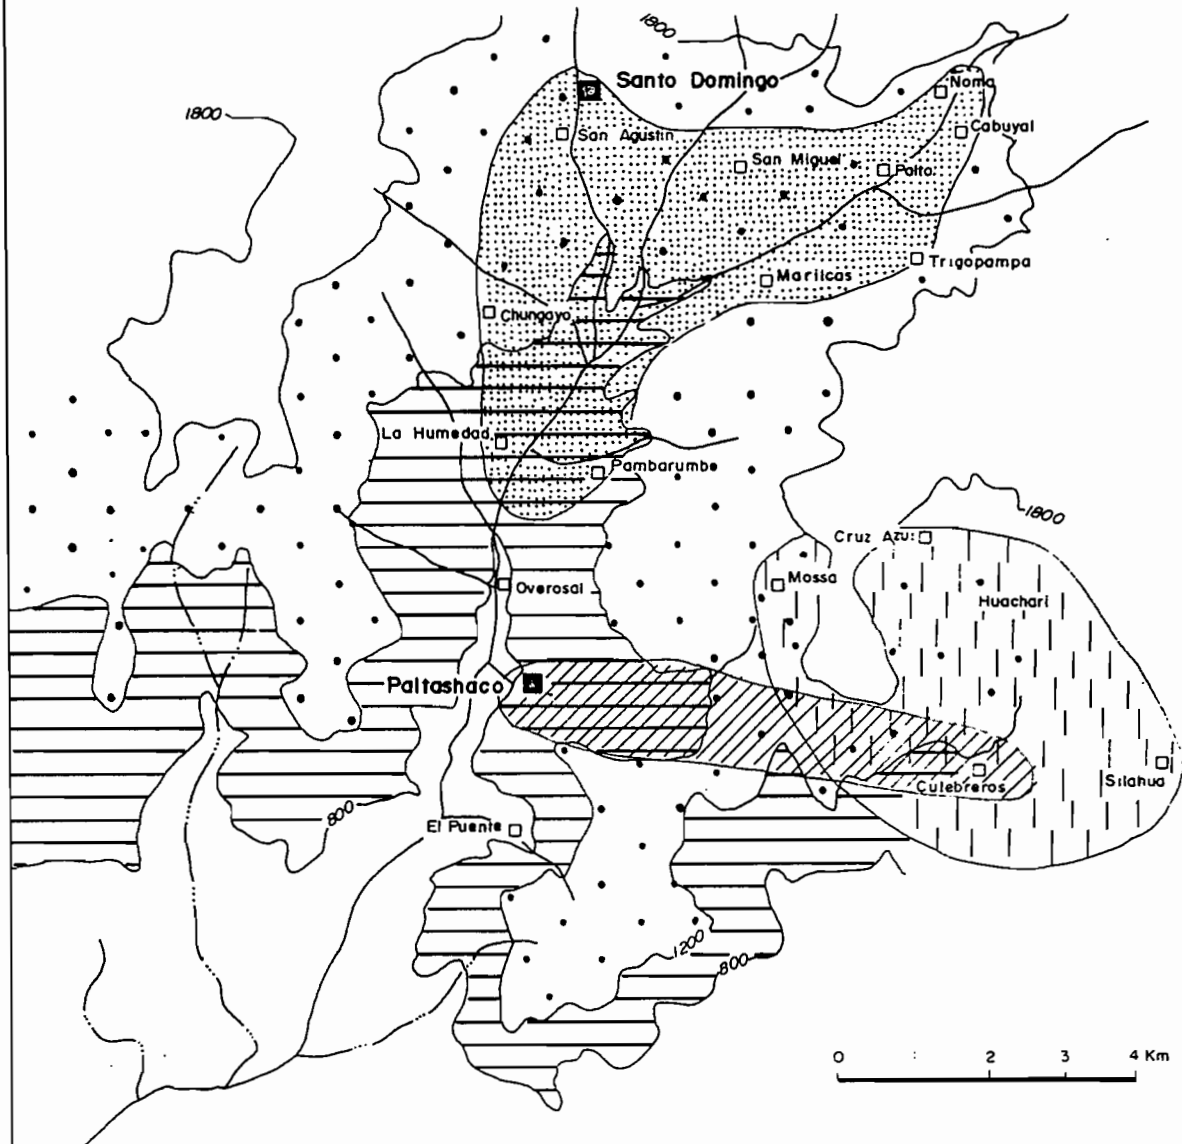 1800
Santo Domingo
Noma
1800
San Agustin
Cabuyal
San Miguel
Palto
Trigopampa
Marilcas
Chungayo
La Humedad
Pambarumbe
1800
Cruz Azul
Mossa
Overosal
Huachari
Paltashaco
Silahua
Culebreros
800
El Puente
1200
800
0 2 3 4 Km